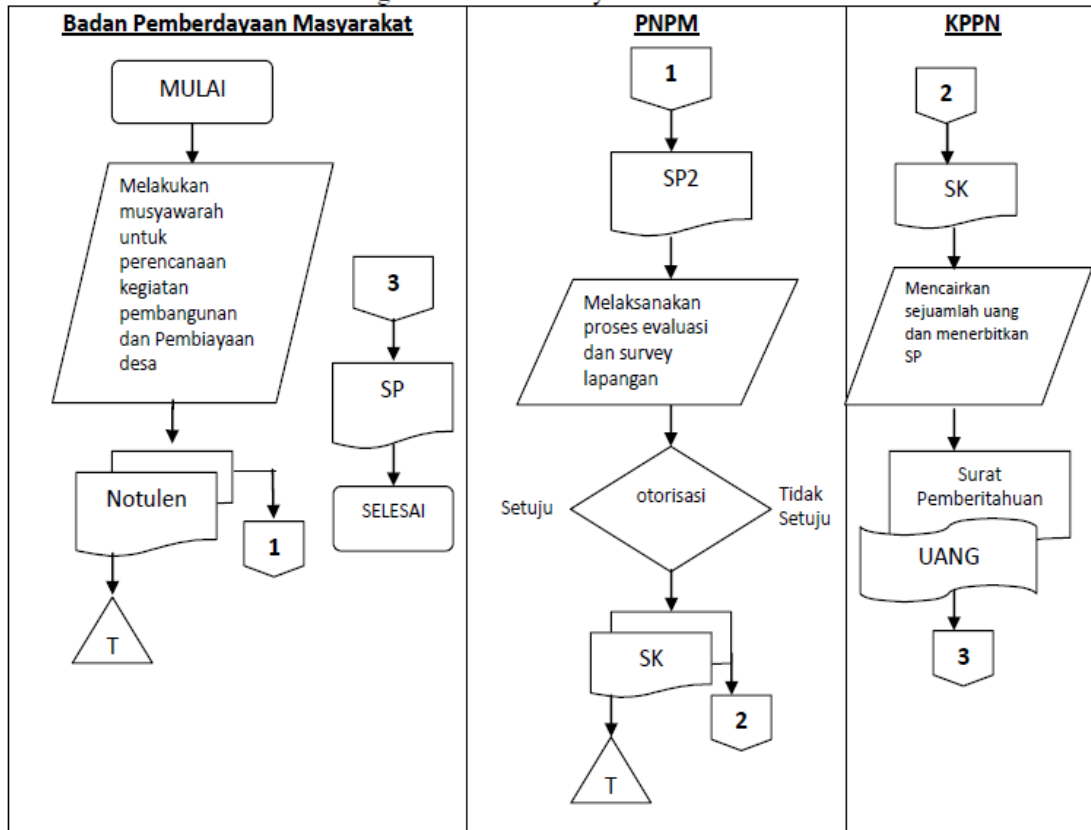 Badan Pemberdayaan Masyarakat
MULAI
Melakukan
musyawarah
untuk
perencanaan
kegiatan
pembangunan
dan Pembiayaan
desa
Notulen
1
T
3
SP
SELESAI
PNPM
1
SP2
Melaksanakan
proses evaluasi
dan survey
lapangan
otorisasi
Setuju
Tidak
Setuju
SK
2
T
KPPN
2
SK
Mencairkan
sejuamlah uang
dan menerbitkan
SP
Surat
Pemberitahuan
UANG
3